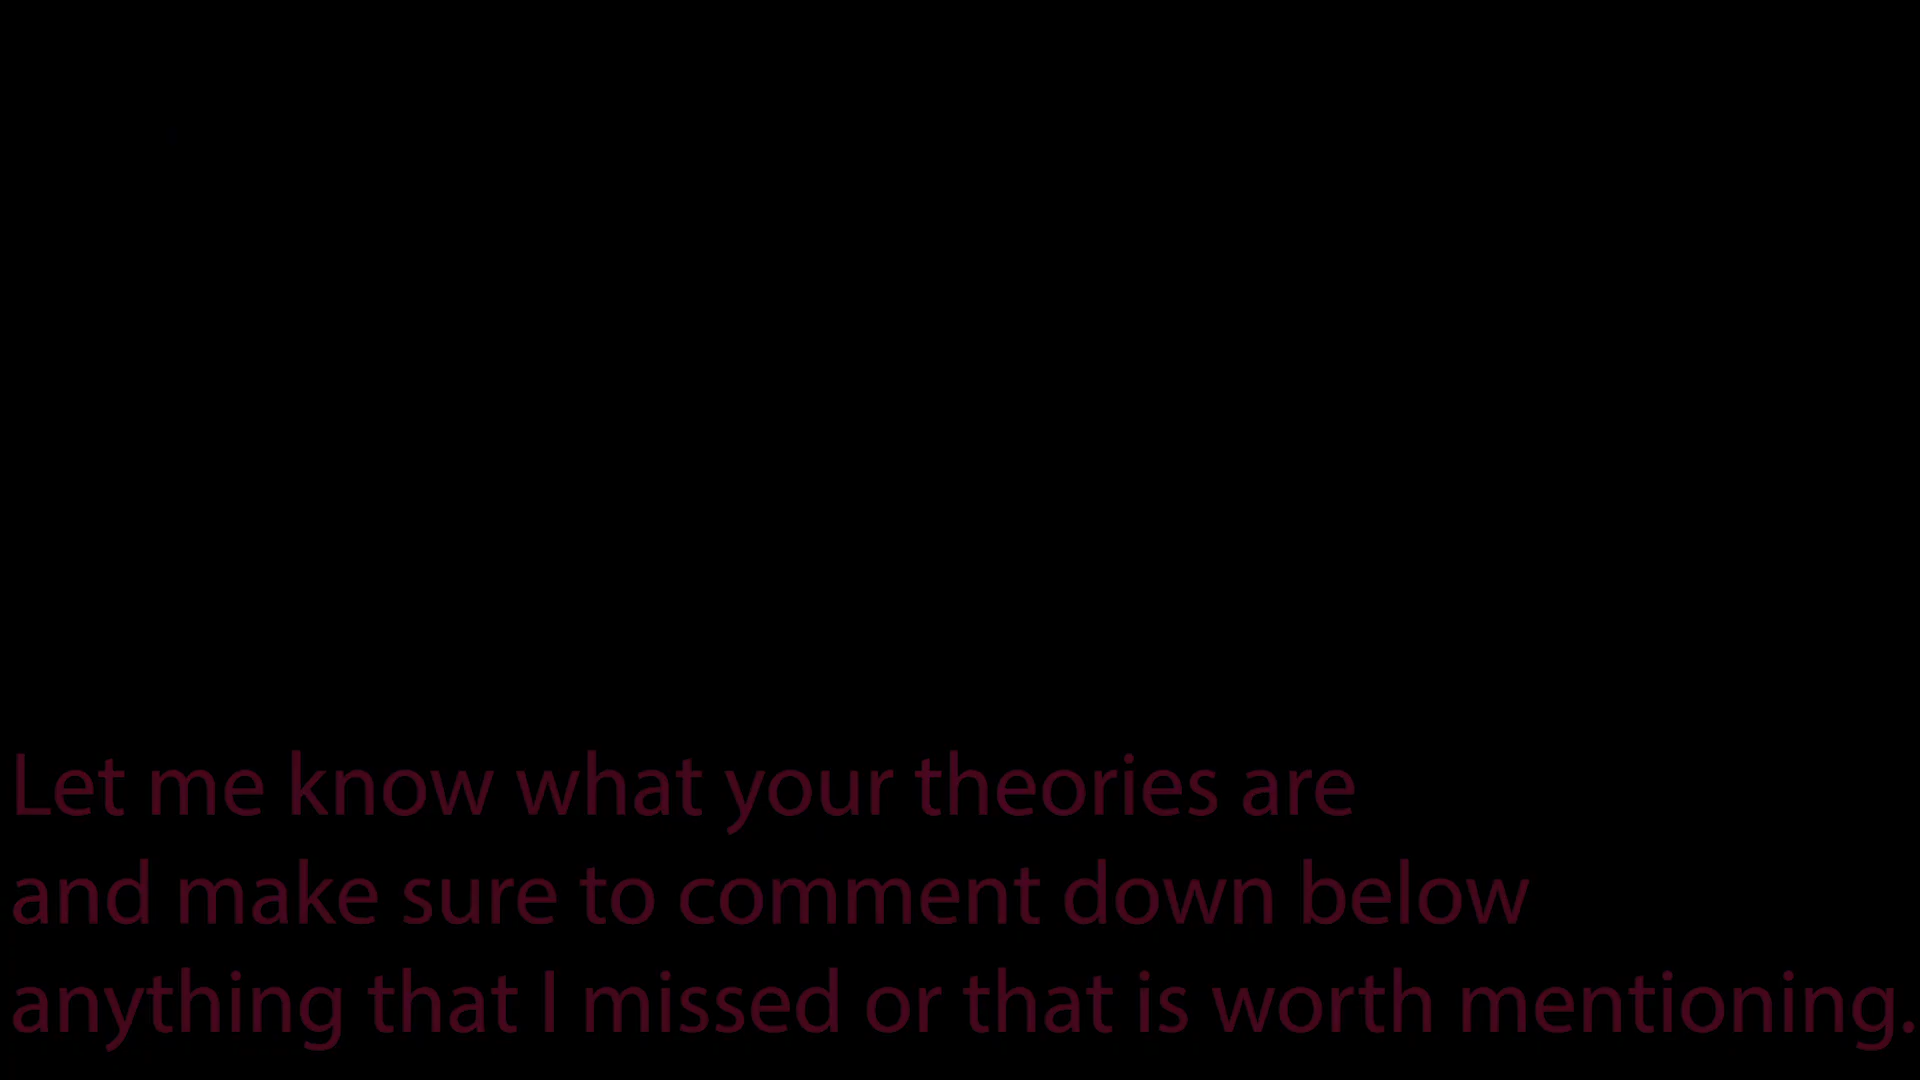 Let me know what your theories are
and make sure to comment down below
anything that I missed or that is worth mentioning.